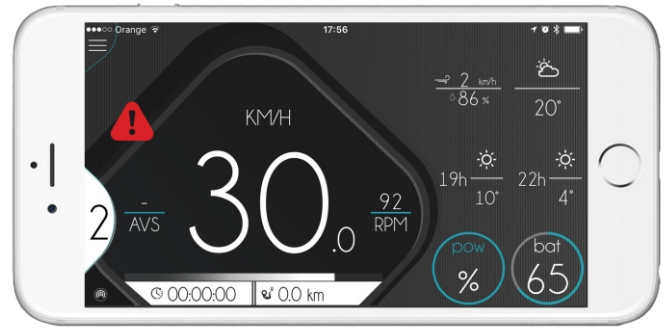 Orange 17:56
KM/H
30.0
2
-
AVS
92
RPM
00:00:00 0.0 km
2 km/h
86 %
20°
19h 10°
22h 4°
pow
%
bat
65